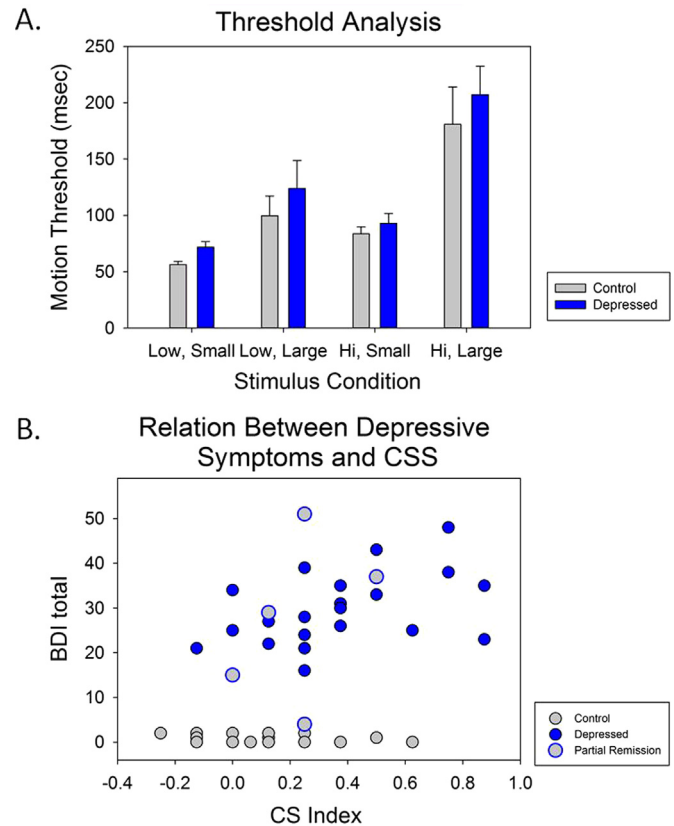 A.
Threshold Analysis
Motion Threshold (msec)
250
200
150
100
50
0
Low, Small Low, Large Hi, Small Hi, Large
Stimulus Condition
Control
Depressed
B.
Relation Between Depressive
Symptoms and CSS
BDI total
50
40
30
20
10
0
-0.4 -0.2 0.0 0.2 0.4 0.6 0.8 1.0
CS Index
Control
Depressed
Partial Remission